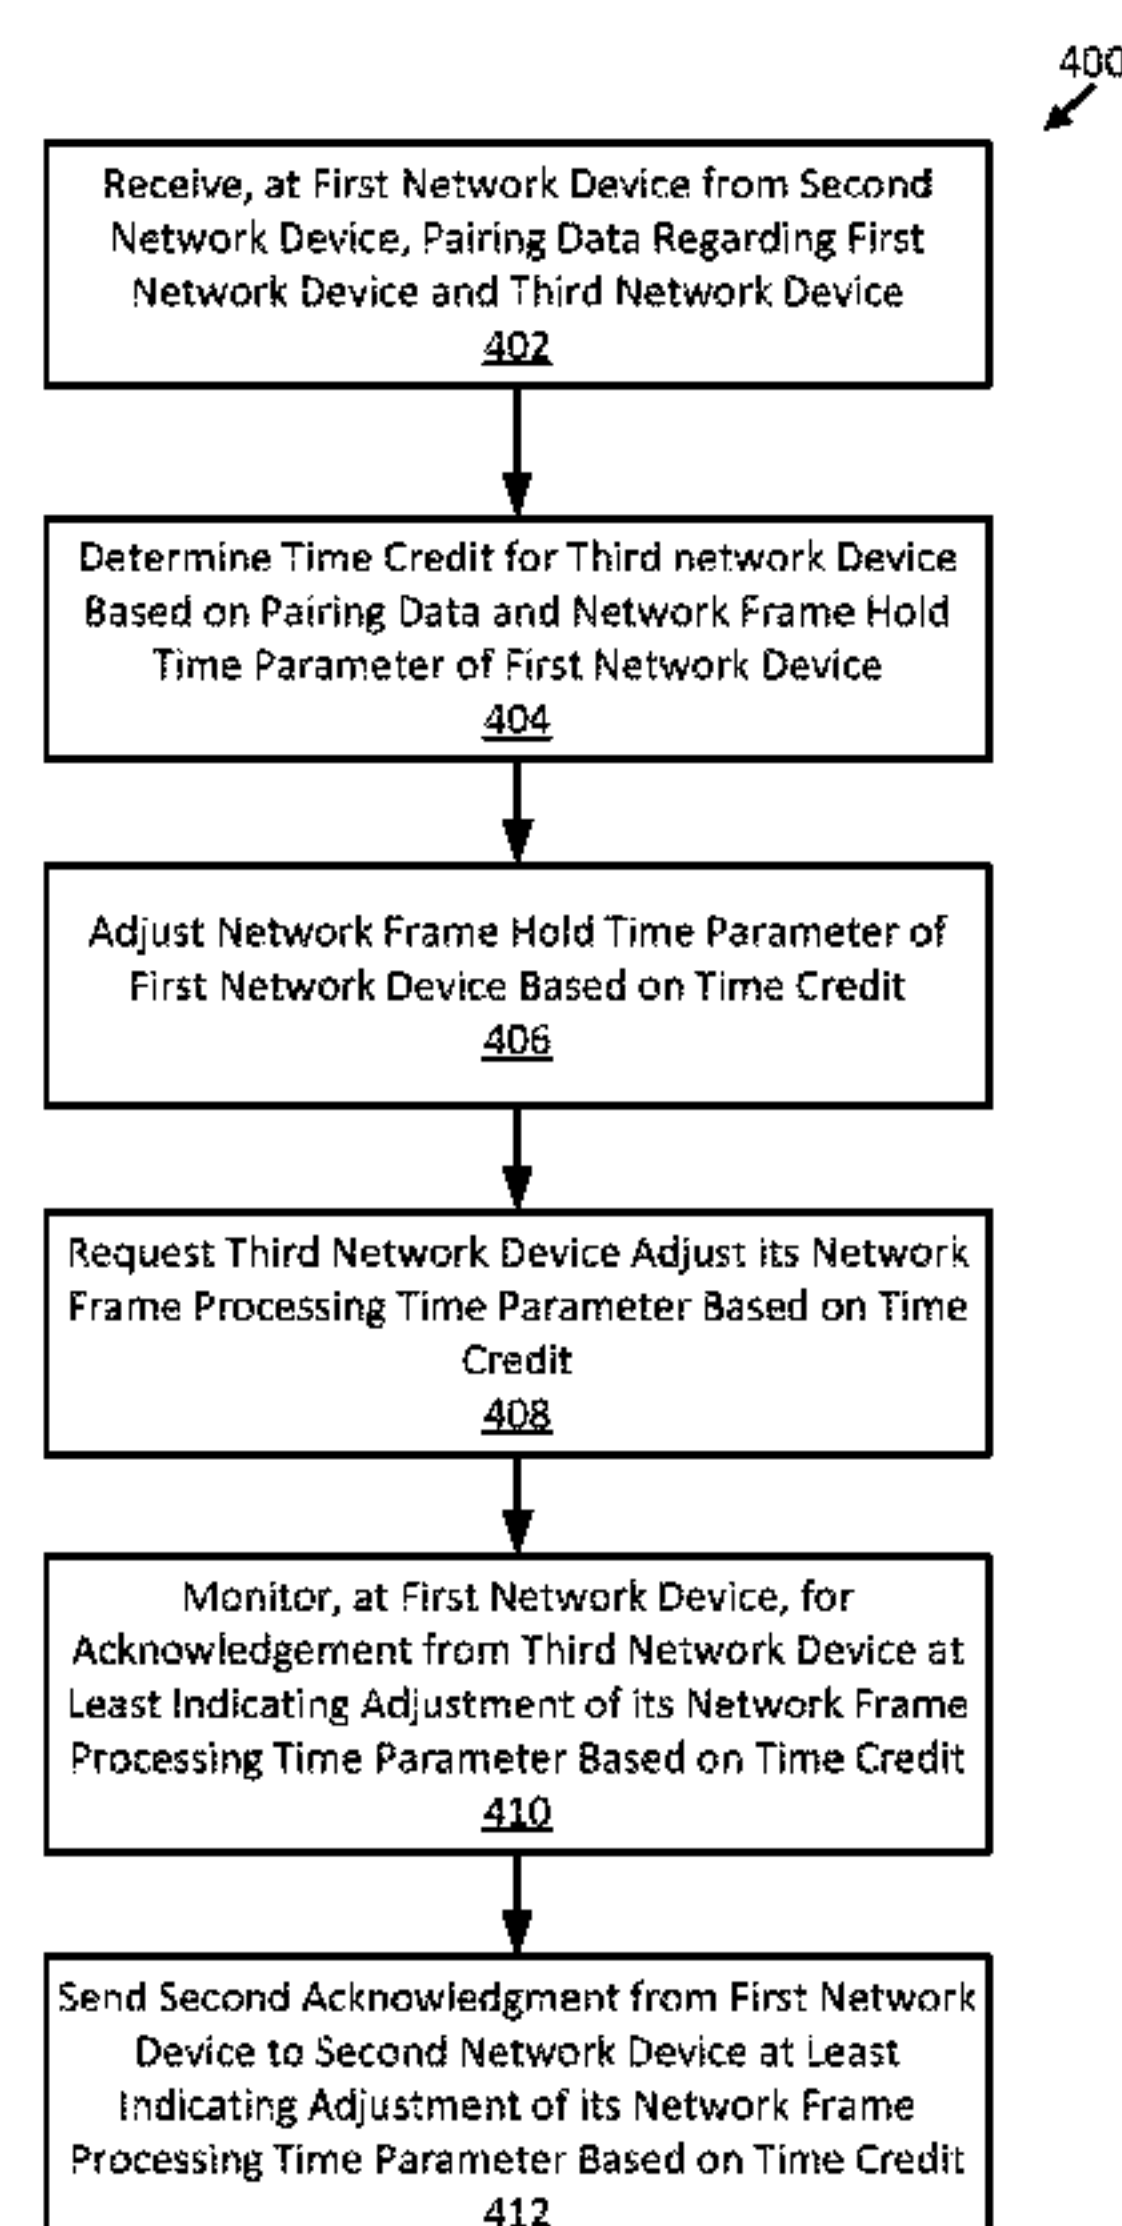 400
Receive, at First Network Device from Second
Network Device, Pairing Data Regarding First
Network Device and Third Network Device
402
Determine Time Credit for Third network Device
Based on Pairing Data and Network Frame Hold
Time Parameter of First Network Device
404
Adjust Network Frame Hold Time Parameter of
First Network Device Based on Time Credit
406
Request Third Network Device Adjust its Network
Frame Processing Time Parameter Based on Time
Credit
408
Monitor, at First Network Device, for
Acknowledgement from Third Network Device at
Least Indicating Adjustment of its Network Frame
Processing Time Parameter Based on Time Credit
410
Send Second Acknowledgment from First Network
Device to Second Network Device at Least
Indicating Adjustment of its Network Frame
Processing Time Parameter Based on Time Credit
412